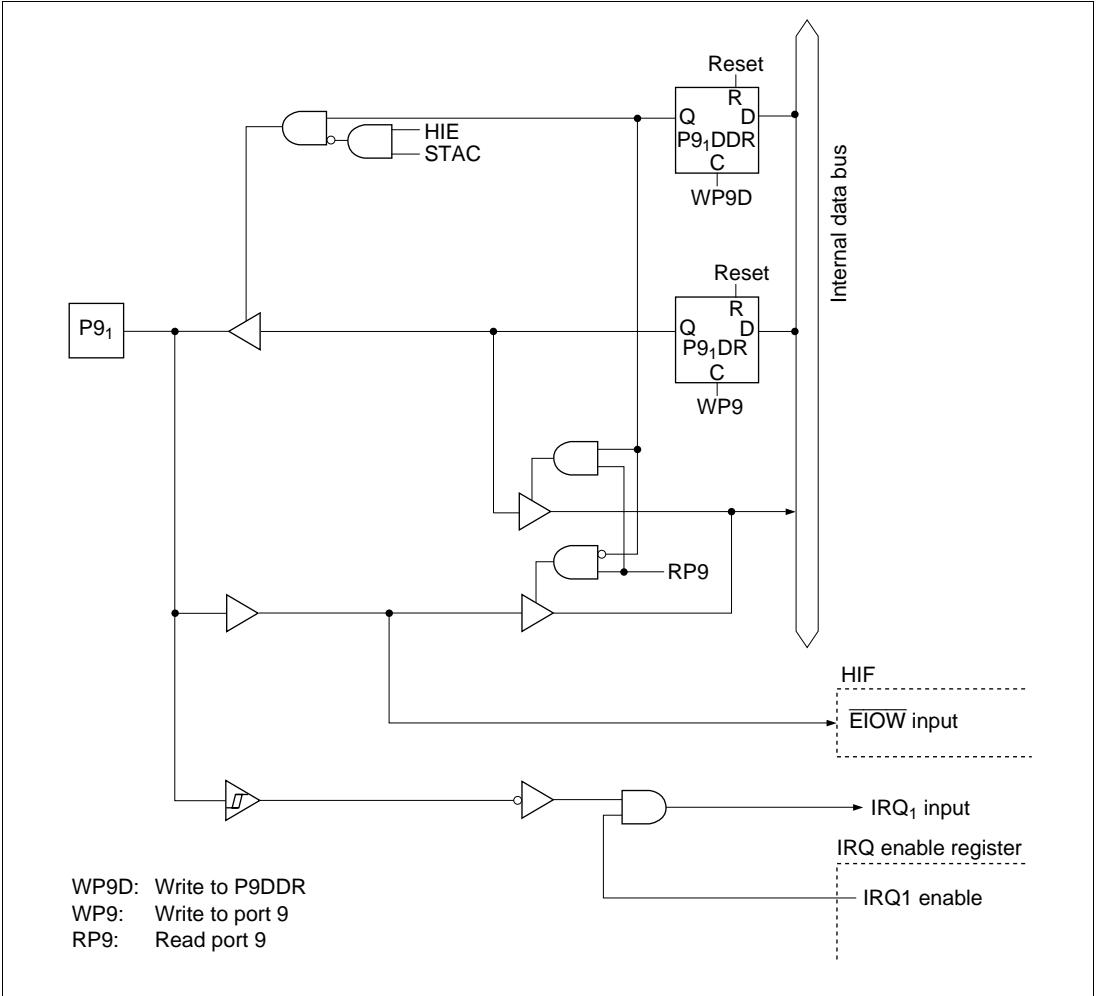 Reset
R
Q D
P9₁DDR
C
WP9D
HIE
STAC
Internal data bus
Reset
R
Q D
P9₁DR
C
WP9
P9₁
RP9
HIF
EIOW input
IRQ₁ input
IRQ enable register
IRQ1 enable
WP9D: Write to P9DDR
WP9: Write to port 9
RP9: Read port 9